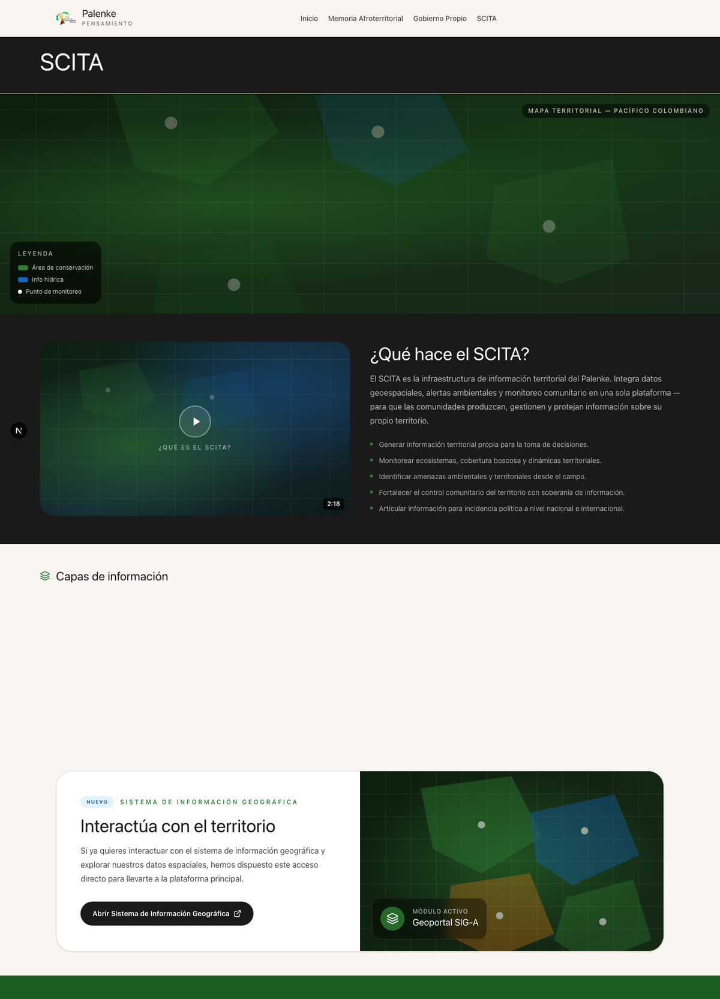 Palenke
PENSAMIENTO
Inicio Memoria Afroterritorial Gobierno Propio SCITA
SCITA
MAPA TERRITORIAL — PACÍFICO COLOMBIANO
LEYENDA
Área de conservación
Info hídrica
Punto de monitoreo
¿QUÉ ES EL SCITA?
2:18
¿Qué hace el SCITA?
El SCITA es la infraestructura de información territorial del Palenke. Integra datos
geoespaciales, alertas ambientales y monitoreo comunitario en una sola plataforma —
para que las comunidades produzcan, gestionen y protejan información sobre su
propio territorio.
Generar información territorial propia para la toma de decisiones.
Monitorear ecosistemas, cobertura boscosa y dinámicas territoriales.
Identificar amenazas ambientales y territoriales desde el campo.
Fortalecer el control comunitario del territorio con soberanía de información.
Articular información para incidencia política a nivel nacional e internacional.
N
Capas de información
NUEVO SISTEMA DE INFORMACIÓN GEOGRÁFICA
Interactúa con el territorio
Si ya quieres interactuar con el sistema de información geográfica y
explorar nuestros datos espaciales, hemos dispuesto este acceso
directo para llevarte a la plataforma principal.
Abrir Sistema de Información Geográfica
MÓDULO ACTIVO
Geoportal SIG-A